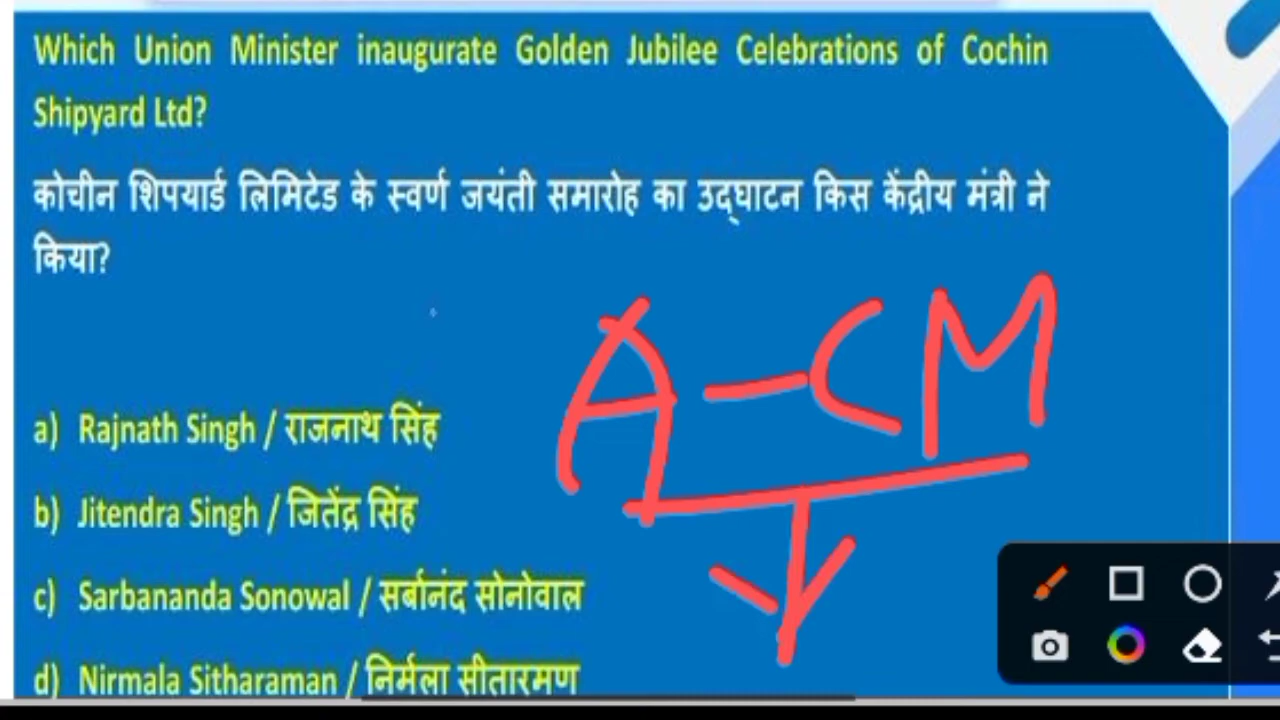 Which Union Minister inaugurate Golden Jubilee Celebrations of Cochin
Shipyard Ltd?
कोचीन शिपयार्ड लिमिटेड के स्वर्ण जयंती समारोह का उद्घाटन किस केंद्रीय मंत्री ने
किया?
A-CM
a) Rajnath Singh / राजनाथ सिंह
b) Jitendra Singh / जितेंद्र सिंह
c) Sarbananda Sonowal / सर्बानंद सोनोवाल
d) Nirmala Sitharaman / निर्मला सीतारमण